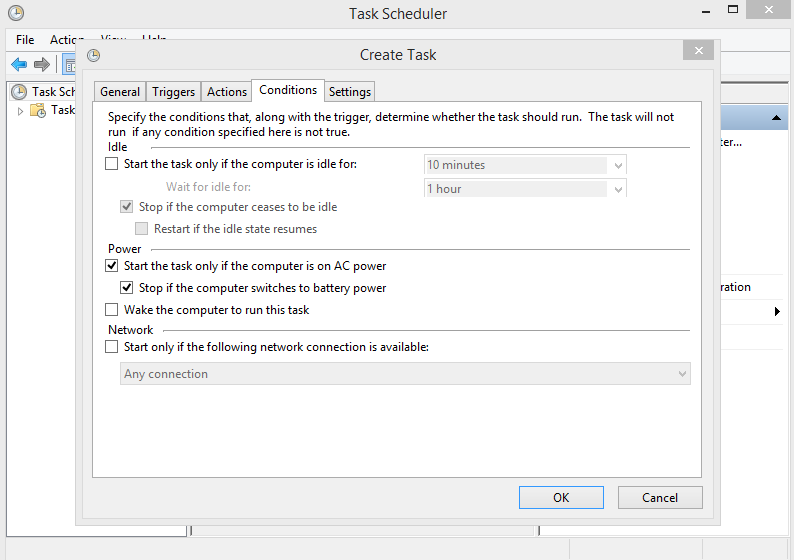 Task Scheduler
File Action View Help
Create Task
Task Sch
Task
General Triggers Actions Conditions Settings
Specify the conditions that, along with the trigger, determine whether the task should run. The task will not
run if any condition specified here is not true.
Idle
Start the task only if the computer is idle for: 10 minutes
Wait for idle for: 1 hour
Stop if the computer ceases to be idle
Restart if the idle state resumes
Power
Start the task only if the computer is on AC power
Stop if the computer switches to battery power
Wake the computer to run this task
Network
Start only if the following network connection is available:
Any connection
ter...
ration
OK Cancel